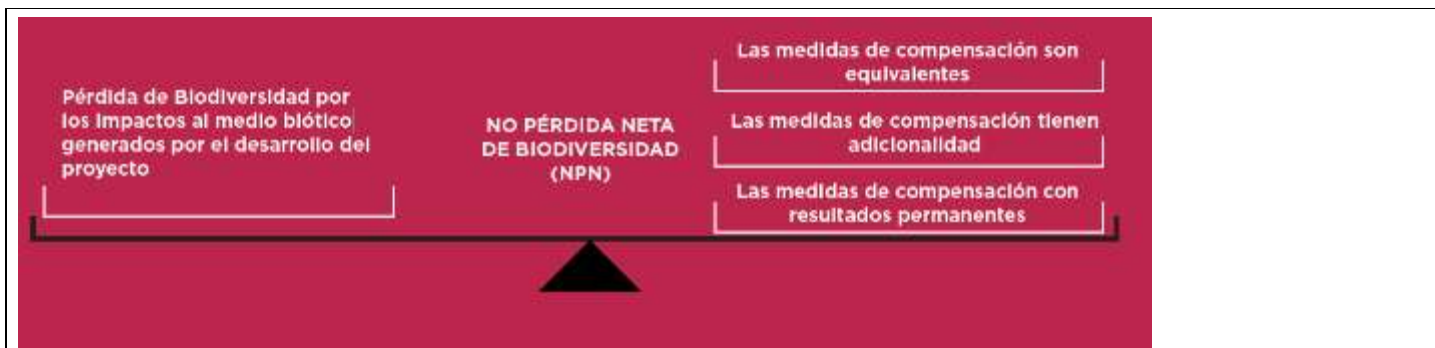 Pérdida de Biodiversidad por
los impactos al medio biótico
generados por el desarrollo del
proyecto
NO PÉRDIDA NETA
DE BIODIVERSIDAD
(NPN)
Las medidas de compensación son
equivalentes
Las medidas de compensación tienen
adicionalidad
Las medidas de compensación con
resultados permanentes